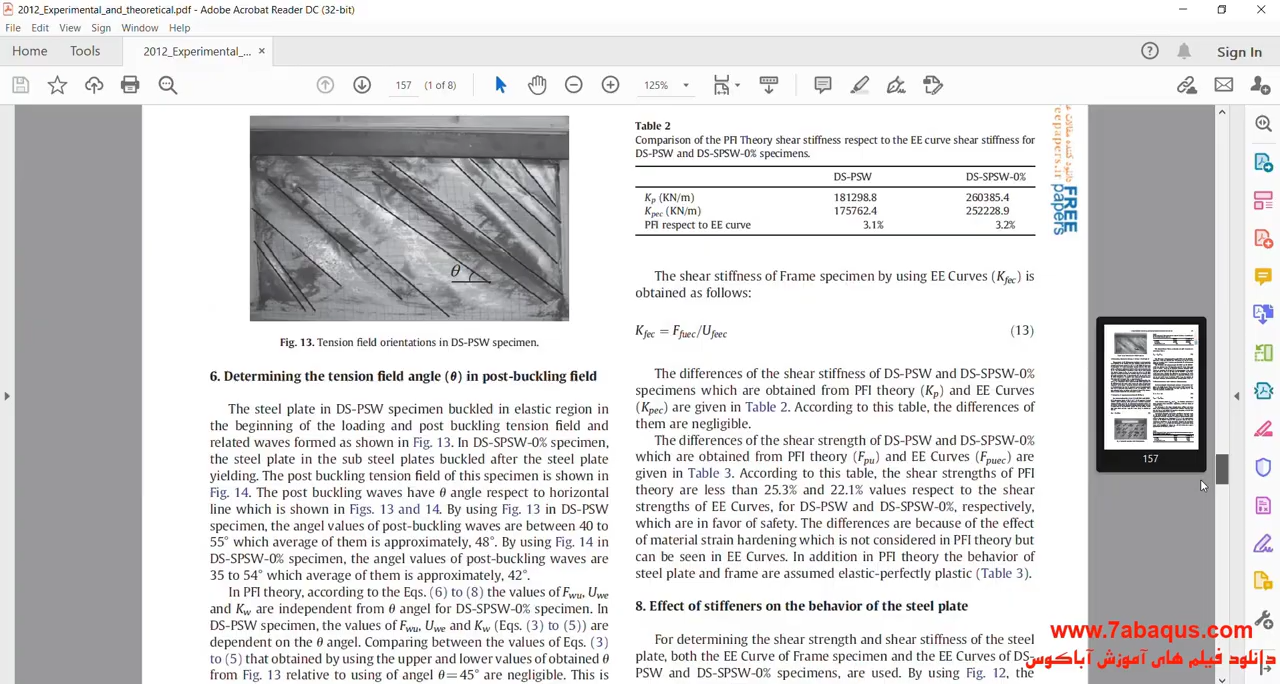 2012_Experimental_and_theoretical.pdf - Adobe Acrobat Reader DC (32-bit)
File Edit View Sign Window Help
Home Tools 2012_Experimental_... × Sign In
157 (1 of 8) 125%
θ
Fig. 13. Tension field orientations in DS-PSW specimen.
6. Determining the tension field angle (θ) in post-buckling field
The steel plate in DS-PSW specimen buckled in elastic region in
the beginning of the loading and post buckling tension field and
related waves formed as shown in Fig. 13. In DS-SPSW-0% specimen,
the steel plate in the sub steel plates buckled after the steel plate
yielding. The post buckling tension field of this specimen is shown in
Fig. 14. The post buckling waves have θ angle respect to horizontal
line which is shown in Figs. 13 and 14. By using Fig. 13 in DS-PSW
specimen, the angel values of post-buckling waves are between 40 to
55° which average of them is approximately, 48°. By using Fig. 14 in
DS-SPSW-0% specimen, the angel values of post-buckling waves are
35 to 54° which average of them is approximately, 42°.
In PFI theory, according to the Eqs. (6) to (8) the values of Fwu, Uwe
and Kw are independent from θ angel for DS-SPSW-0% specimen. In
DS-PSW specimen, the values of Fwu, Uwe and Kw (Eqs. (3) to (5)) are
dependent on the θ angel. Comparing between the values of Eqs. (3)
to (5) that obtained by using the upper and lower values of obtained θ
from Fig. 13 relative to using of angel θ=45° are negligible. This is
Table 2
Comparison of the PFI Theory shear stiffness respect to the EE curve shear stiffness for
DS-PSW and DS-SPSW-0% specimens.
DS-PSW DS-SPSW-0%
Kp (KN/m) 181298.8 260385.4
Kpec (KN/m) 175762.4 252228.9
PFI respect to EE curve 3.1% 3.2%
The shear stiffness of Frame specimen by using EE Curves (Kfec) is
obtained as follows:
Kfec = Ffuec/Ufeec (13)
The differences of the shear stiffness of DS-PSW and DS-SPSW-0%
specimens which are obtained from PFI theory (Kp) and EE Curves
(Kpec) are given in Table 2. According to this table, the differences of
them are negligible.
The differences of the shear strength of DS-PSW and DS-SPSW-0%
which are obtained from PFI theory (Fpu) and EE Curves (Fpuec) are
given in Table 3. According to this table, the shear strengths of PFI
theory are less than 25.3% and 22.1% values respect to the shear
strengths of EE Curves, for DS-PSW and DS-SPSW-0%, respectively,
which are in favor of safety. The differences are because of the effect
of material strain hardening which is not considered in PFI theory but
can be seen in EE Curves. In addition in PFI theory the behavior of
steel plate and frame are assumed elastic-perfectly plastic (Table 3).
8. Effect of stiffeners on the behavior of the steel plate
For determining the shear strength and shear stiffness of the steel
plate, both the EE Curve of Frame specimen and the EE Curves of DS-
PSW and DS-SPSW-0% specimens, are used. By using Fig. 12, the
FREE
papers
157
www.7abaqus.com
دانلود فیلم های آموزش آباکوس